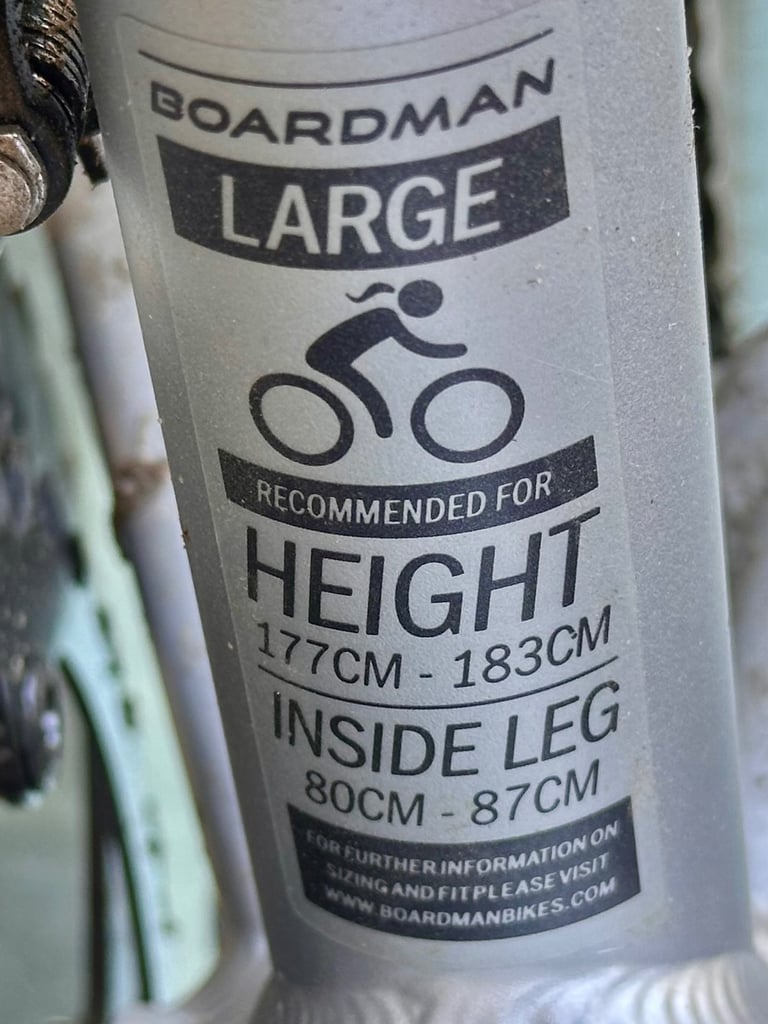 BOARDMAN
LARGE
RECOMMENDED FOR
HEIGHT
177CM - 183CM
INSIDE LEG
80CM - 87CM
FOR FURTHER INFORMATION ON
SIZING AND FIT PLEASE VISIT
WWW.BOARDMANBIKES.COM